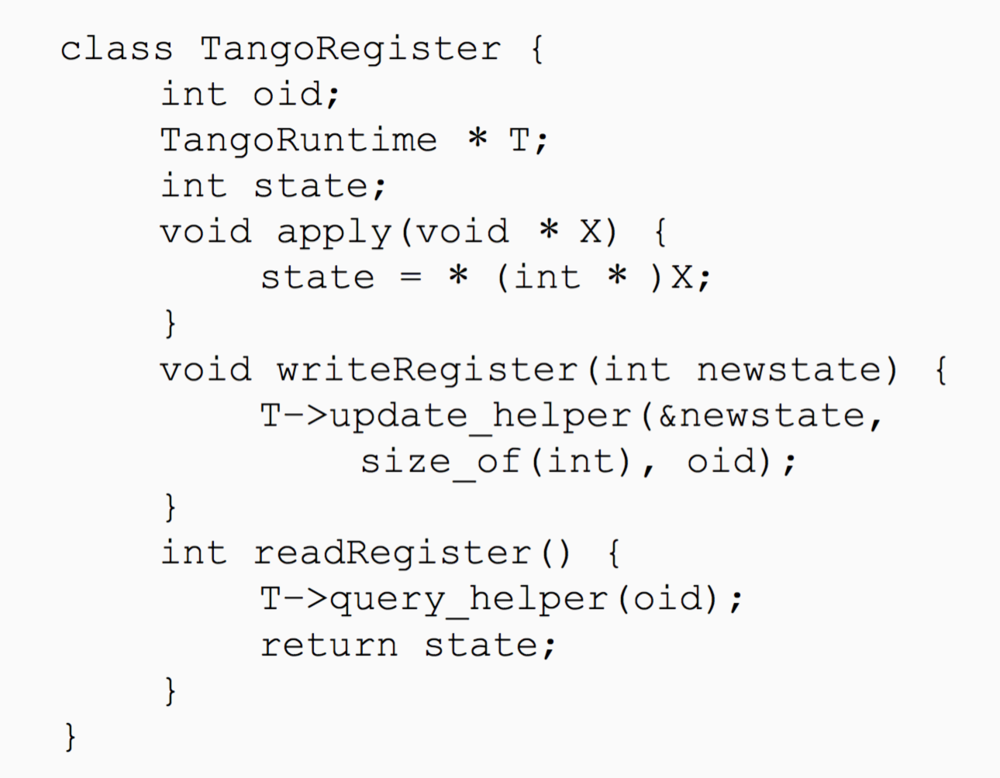 class TangoRegister {
int oid;
TangoRuntime * T;
int state;
void apply(void * X) {
state = * (int * )X;
}
void writeRegister(int newstate) {
T->update_helper(&newstate,
size_of(int), oid);
}
int readRegister() {
T->query_helper(oid);
return state;
}
}